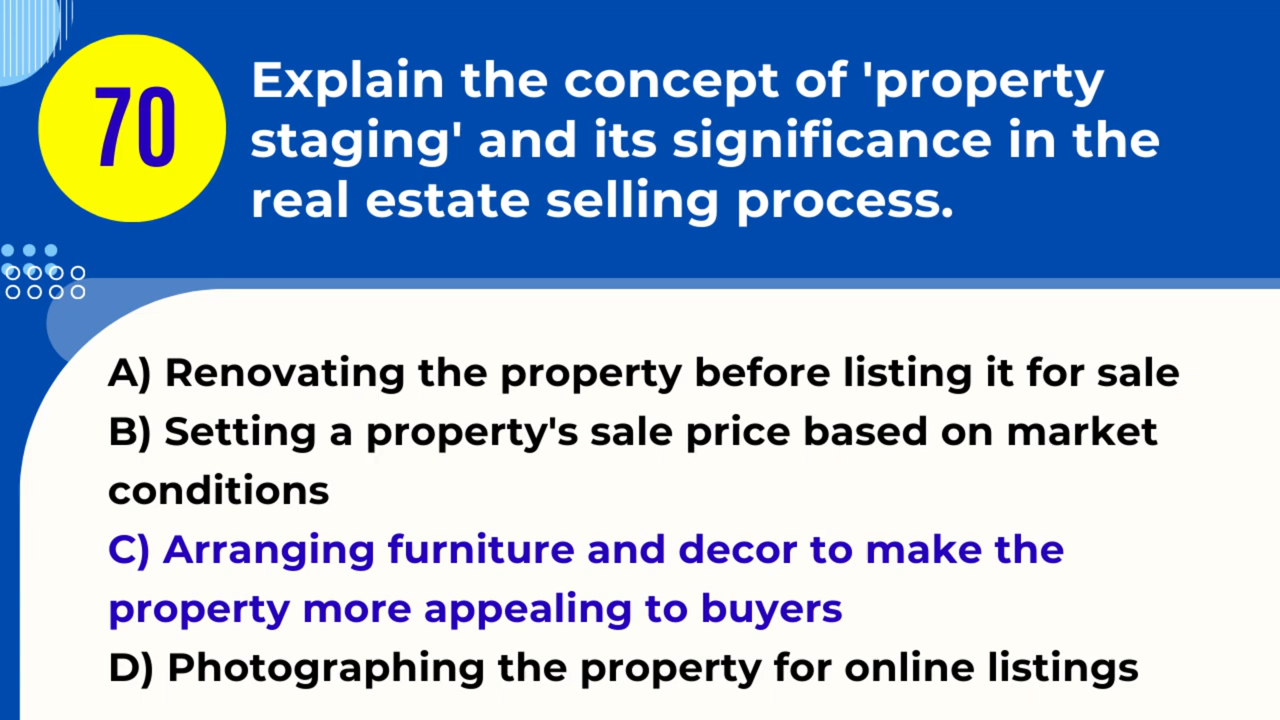 70
Explain the concept of 'property
staging' and its significance in the
real estate selling process.
A) Renovating the property before listing it for sale
B) Setting a property's sale price based on market
conditions
C) Arranging furniture and decor to make the
property more appealing to buyers
D) Photographing the property for online listings